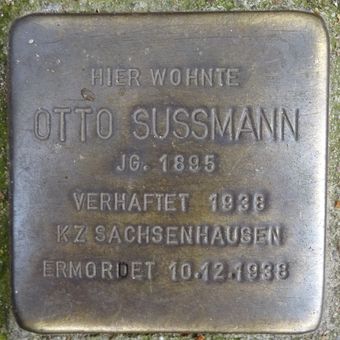 HIER WOHNTE
OTTO SUSSMANN
JG. 1895
VERHAFTET 1938
KZ SACHSENHAUSEN
ERMORDET 10.12.1938